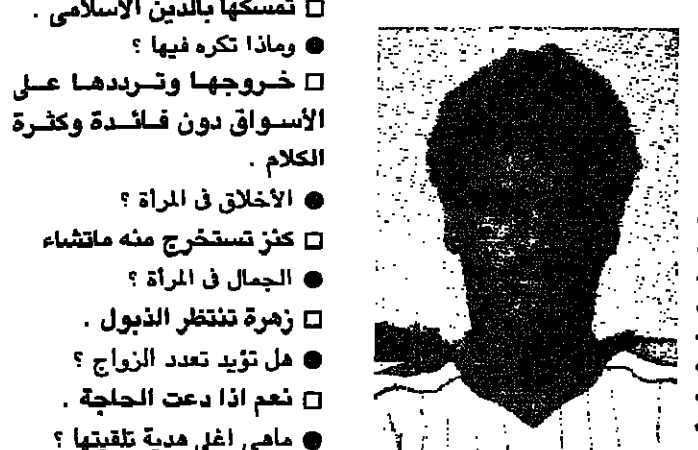 □ تمسكها بالدين الاسلامى .
● وماذا تكره فيها ؟
□ خروجها وترددها على
الأسواق دون فائدة وكثرة
الكلام .
● الأخلاق فى المرأة ؟
□ كنز تستخرج منه ماتشاء
● الجمال فى المرأة ؟
□ زهرة تنتظر الذبول .
● هل تؤيد تعدد الزواج ؟
□ نعم اذا دعت الحاجة .
● ماهى اغلى هدية تلقيتها ؟